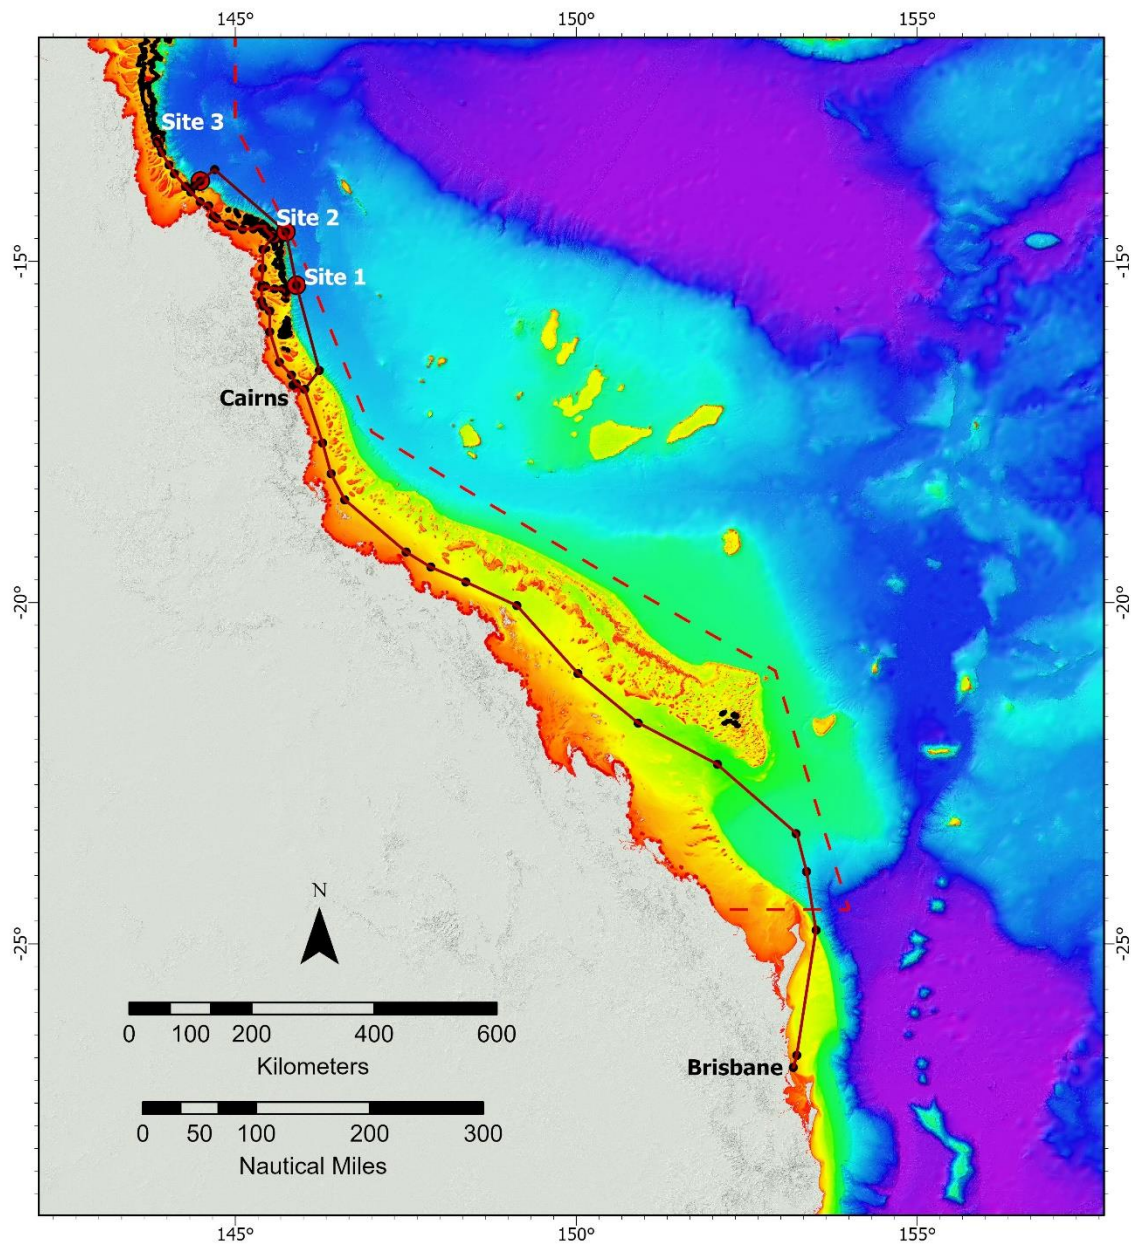 145° 150° 155°
Site 3
Site 2
-15° Site 1 -15°
Cairns
-20° -20°
N
-25° -25°
0 100 200 400 600
Kilometers
Brisbane
0 50 100 200 300
Nautical Miles
145° 150° 155°